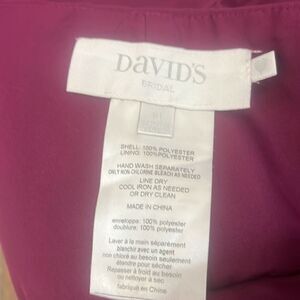 DAVID'S
BRIDAL
SHELL: 100% POLYESTER
LINING: 100%POLYESTER
HAND WASH SEPARATELY
ONLY NON CHLORINE BLEACH AS NEEDED
LINE DRY
COOL IRON AS NEEDED
OR DRY CLEAN
MADE IN CHINA
enveloppe: 100% polyester
doublure: 100% polyester
Laver à la main séparément
blanchir avec un agent
non chloré au besoin seulement
étendre pour sécher
Repasser à froid au besoin
ou nettoyer à sec
fabriqué en Chine